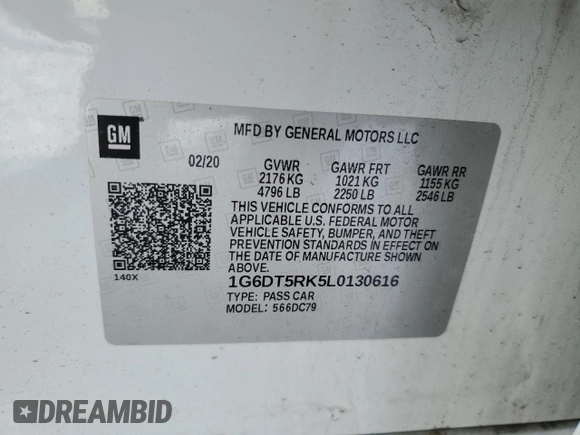 GM
MFD BY GENERAL MOTORS LLC
02/20 GVWR GAWR FRT GAWR RR
2176 KG 1021 KG 1155 KG
4796 LB 2250 LB 2546 LB
THIS VEHICLE CONFORMS TO ALL
APPLICABLE U.S. FEDERAL MOTOR
VEHICLE SAFETY, BUMPER, AND THEFT
PREVENTION STANDARDS IN EFFECT ON
THE DATE OF MANUFACTURE SHOWN
ABOVE.
140X
1G6DT5RK5L0130616
TYPE: PASS CAR
MODEL: 566DC79
DREAMBID